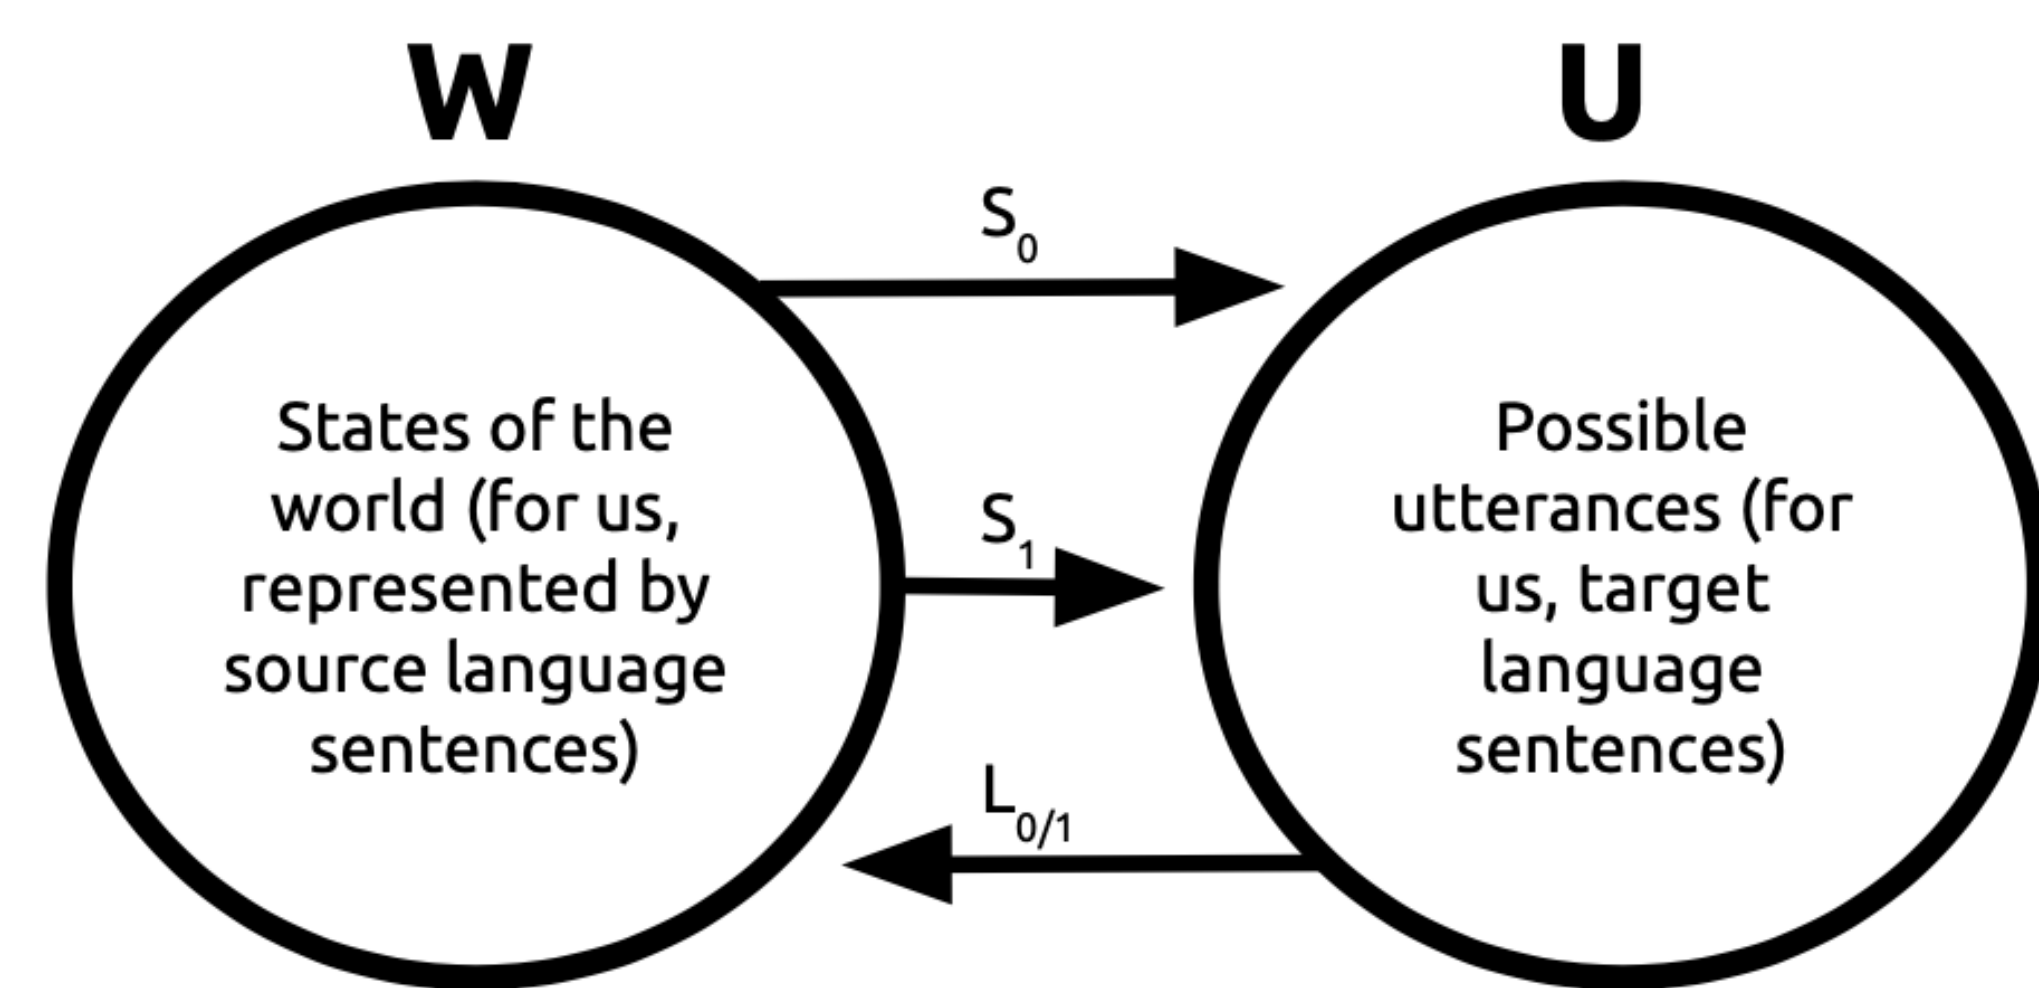 W
States of the
world (for us,
represented by
source language
sentences)
S0
S1
L0/1
U
Possible
utterances (for
us, target
language
sentences)